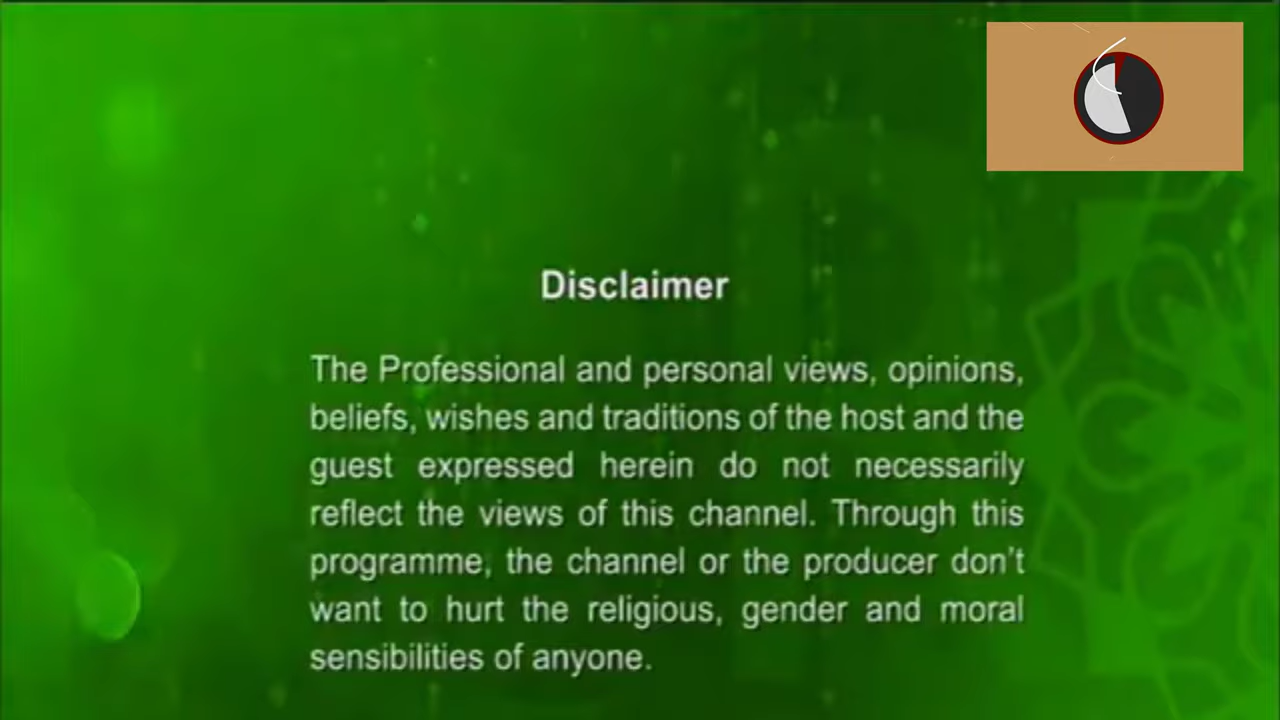 Disclaimer
The Professional and personal views, opinions,
beliefs, wishes and traditions of the host and the
guest expressed herein do not necessarily
reflect the views of this channel. Through this
programme, the channel or the producer don't
want to hurt the religious, gender and moral
sensibilities of anyone.